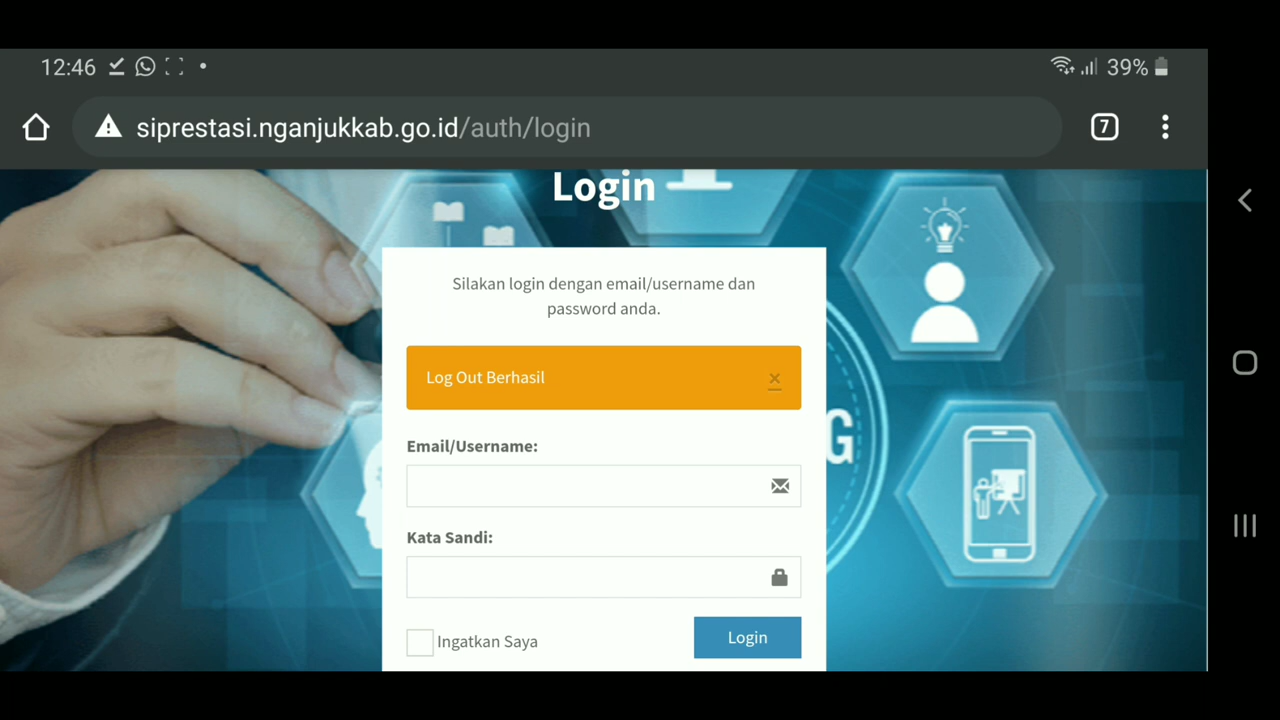 12:46
39%
siprestasi.nganjukkab.go.id/auth/login
7
Login
Silakan login dengan email/username dan
password anda.
Log Out Berhasil
Email/Username:
G
Kata Sandi:
Ingatkan Saya
Login